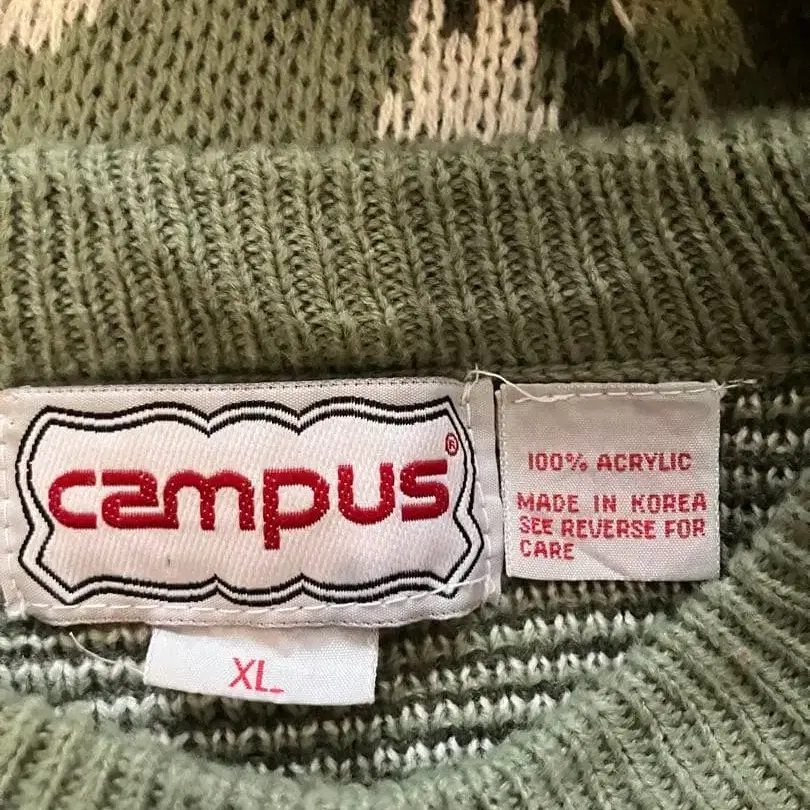 campus®
100% ACRYLIC
MADE IN KOREA
SEE REVERSE FOR
CARE
XL